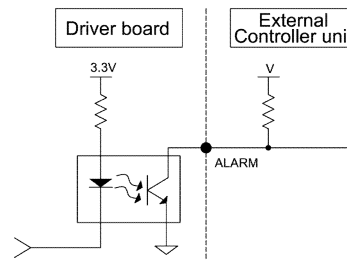 Driver board
External
Controller uni
3.3V
V
ALARM